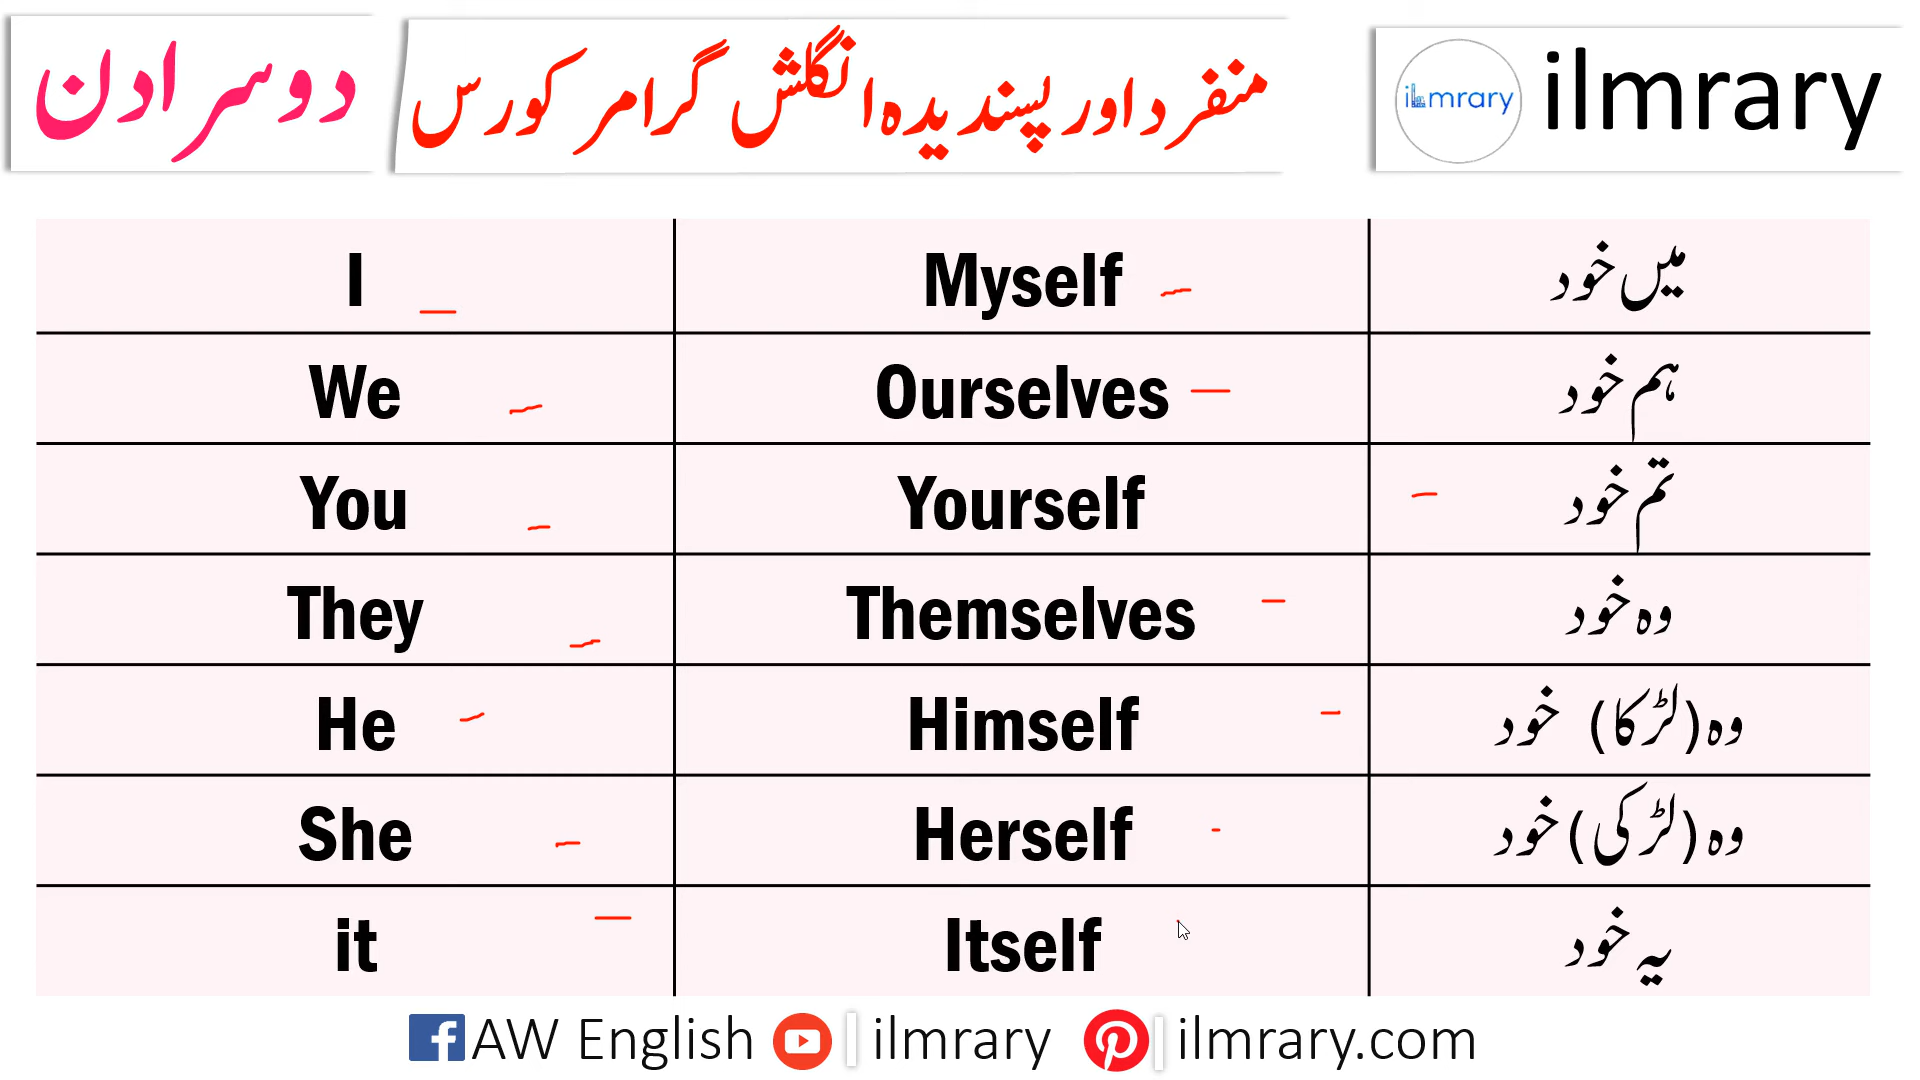 دوسرا دن
منفرد اور پسندیدہ انگلش گرامر کورس
ilmrary
ilmrary
I Myself میں خود
We Ourselves ہم خود
You Yourself تم خود
They Themselves وہ خود
He Himself وہ (لڑکا) خود
She Herself وہ (لڑکی) خود
it Itself یہ خود
AW English | ilmrary | ilmrary.com